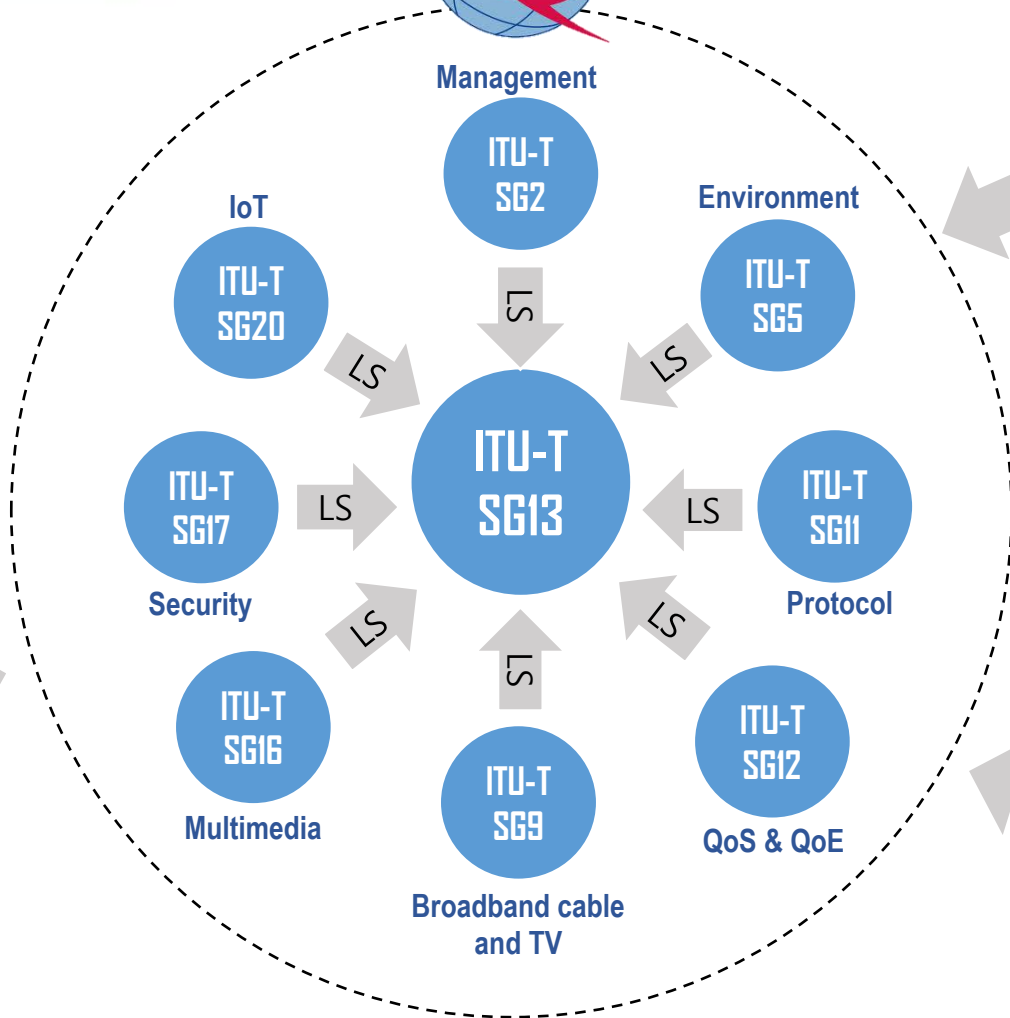 Management
ITU-T
SG2
IoT
ITU-T
SG20
Environment
ITU-T
SG5
LS
LS
LS
ITU-T
SG13
ITU-T
SG17
Security
LS
LS
ITU-T
SG11
Protocol
LS
LS
LS
ITU-T
SG16
Multimedia
ITU-T
SG9
Broadband cable
and TV
ITU-T
SG12
QoS & QoE